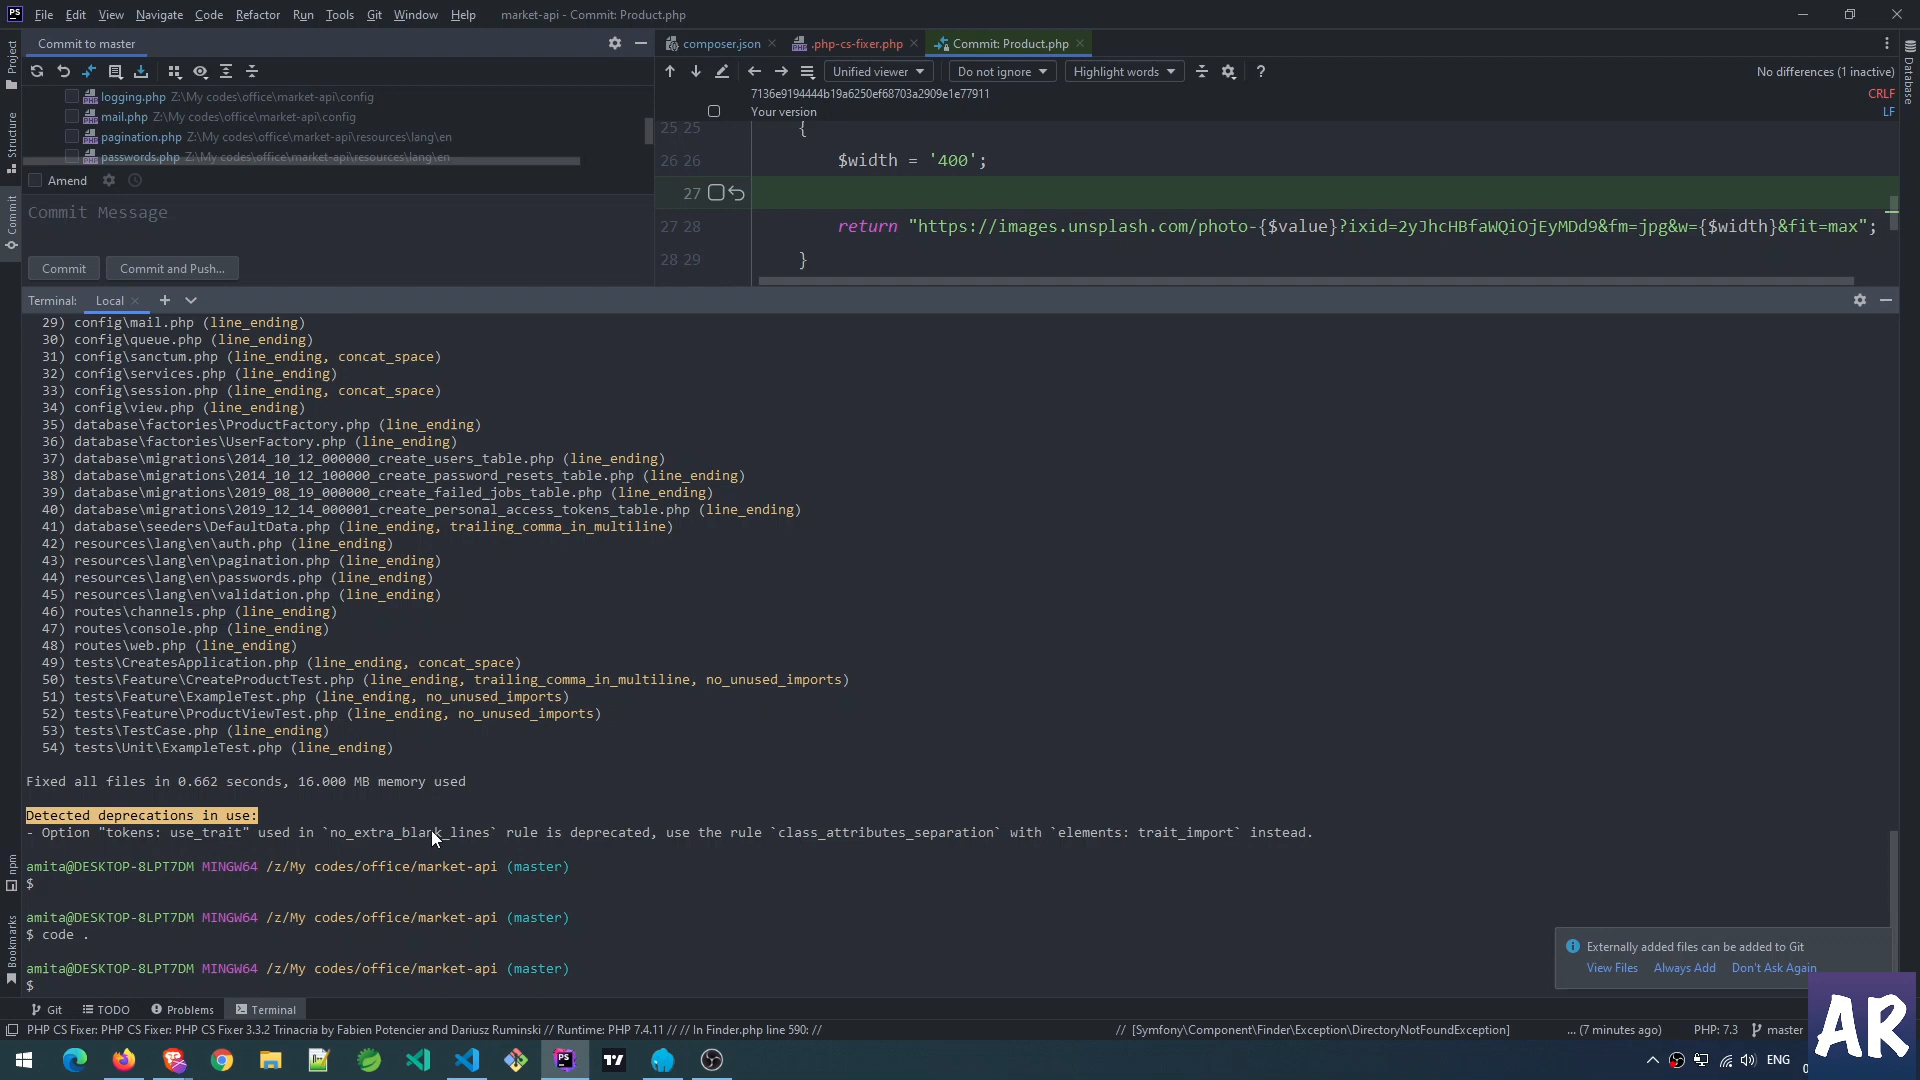 PS File Edit View Navigate Code Refactor Run Tools Git Window Help market-api - Commit: Product.php
Project
Structure
Commit
npm
Bookmarks
Database
Commit to master
composer.json
.php-cs-fixer.php
Commit: Product.php
Unified viewer
Do not ignore
Highlight words
?
No differences (1 inactive)
logging.php Z:\My codes\office\market-api\config
mail.php Z:\My codes\office\market-api\config
pagination.php Z:\My codes\office\market-api\resources\lang\en
passwords.php Z:\My codes\office\market-api\resources\lang\en
Amend
Commit Message
Commit
Commit and Push...
7136e9194444b19a6250ef68703a2909e1e77911
CRLF
Your version
LF
25 25 {
26 26 $width = '400';
27
27 28 return "https://images.unsplash.com/photo-{$value}?ixid=2yJhcHBfaWQiOjEyMDd9&fm=jpg&w={$width}&fit=max";
28 29 }
Terminal: Local
29) config\mail.php (line_ending)
30) config\queue.php (line_ending)
31) config\sanctum.php (line_ending, concat_space)
32) config\services.php (line_ending)
33) config\session.php (line_ending, concat_space)
34) config\view.php (line_ending)
35) database\factories\ProductFactory.php (line_ending)
36) database\factories\UserFactory.php (line_ending)
37) database\migrations\2014_10_12_000000_create_users_table.php (line_ending)
38) database\migrations\2014_10_12_100000_create_password_resets_table.php (line_ending)
39) database\migrations\2019_08_19_000000_create_failed_jobs_table.php (line_ending)
40) database\migrations\2019_12_14_000001_create_personal_access_tokens_table.php (line_ending)
41) database\seeders\DefaultData.php (line_ending, trailing_comma_in_multiline)
42) resources\lang\en\auth.php (line_ending)
43) resources\lang\en\pagination.php (line_ending)
44) resources\lang\en\passwords.php (line_ending)
45) resources\lang\en\validation.php (line_ending)
46) routes\channels.php (line_ending)
47) routes\console.php (line_ending)
48) routes\web.php (line_ending)
49) tests\CreatesApplication.php (line_ending, concat_space)
50) tests\Feature\CreateProductTest.php (line_ending, trailing_comma_in_multiline, no_unused_imports)
51) tests\Feature\ExampleTest.php (line_ending, no_unused_imports)
52) tests\Feature\ProductViewTest.php (line_ending, no_unused_imports)
53) tests\TestCase.php (line_ending)
54) tests\Unit\ExampleTest.php (line_ending)
Fixed all files in 0.662 seconds, 16.000 MB memory used
Detected deprecations in use:
- Option "tokens: use_trait" used in `no_extra_blank_lines` rule is deprecated, use the rule `class_attributes_separation` with `elements: trait_import` instead.
amita@DESKTOP-8LPT7DM MINGW64 /z/My codes/office/market-api (master)
$
amita@DESKTOP-8LPT7DM MINGW64 /z/My codes/office/market-api (master)
$ code .
amita@DESKTOP-8LPT7DM MINGW64 /z/My codes/office/market-api (master)
$
Externally added files can be added to Git
View Files Always Add Don't Ask Again
Git TODO Problems Terminal
PHP CS Fixer: PHP CS Fixer: PHP CS Fixer 3.3.2 Trinacria by Fabien Potencier and Dariusz Ruminski // Runtime: PHP 7.4.11 // // In Finder.php line 590: // // [Symfony\Component\Finder\Exception\DirectoryNotFoundException] ... (7 minutes ago) PHP: 7.3 master
PS
ENG
AR